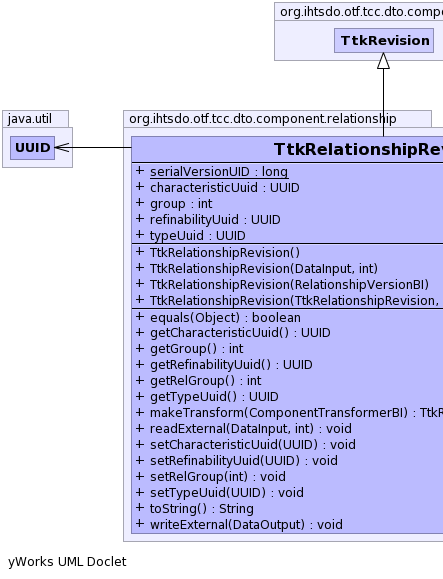 org.ihtsdo.otf.tcc.dto.compo
TtkRevision
java.util
UUID
org.ihtsdo.otf.tcc.dto.component.relationship
TtkRelationshipRev
+ serialVersionUID : long
+ characteristicUuid : UUID
+ group : int
+ refinabilityUuid : UUID
+ typeUuid : UUID
+ TtkRelationshipRevision()
+ TtkRelationshipRevision(DataInput, int)
+ TtkRelationshipRevision(RelationshipVersionBI)
+ TtkRelationshipRevision(TtkRelationshipRevision,
+ equals(Object) : boolean
+ getCharacteristicUuid() : UUID
+ getGroup() : int
+ getRefinabilityUuid() : UUID
+ getRelGroup() : int
+ getTypeUuid() : UUID
+ makeTransform(ComponentTransformerBI) : TtkR
+ readExternal(DataInput, int) : void
+ setCharacteristicUuid(UUID) : void
+ setRefinabilityUuid(UUID) : void
+ setRelGroup(int) : void
+ setTypeUuid(UUID) : void
+ toString() : String
+ writeExternal(DataOutput) : void
yWorks UML Doclet